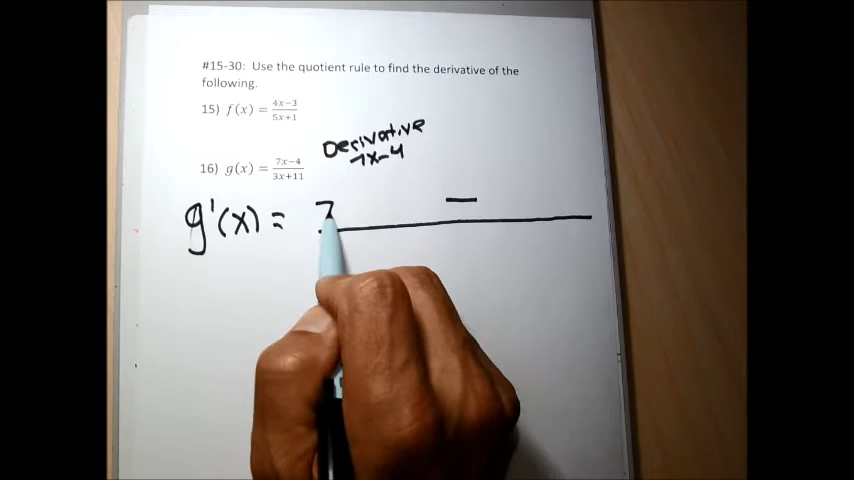 #15-30: Use the quotient rule to find the derivative of the
following.
15) f(x) = 4x−3 / 5x+1
Derivative
7x-4
16) g(x) = 7x−4 / 3x+11
g'(x) = 7 —